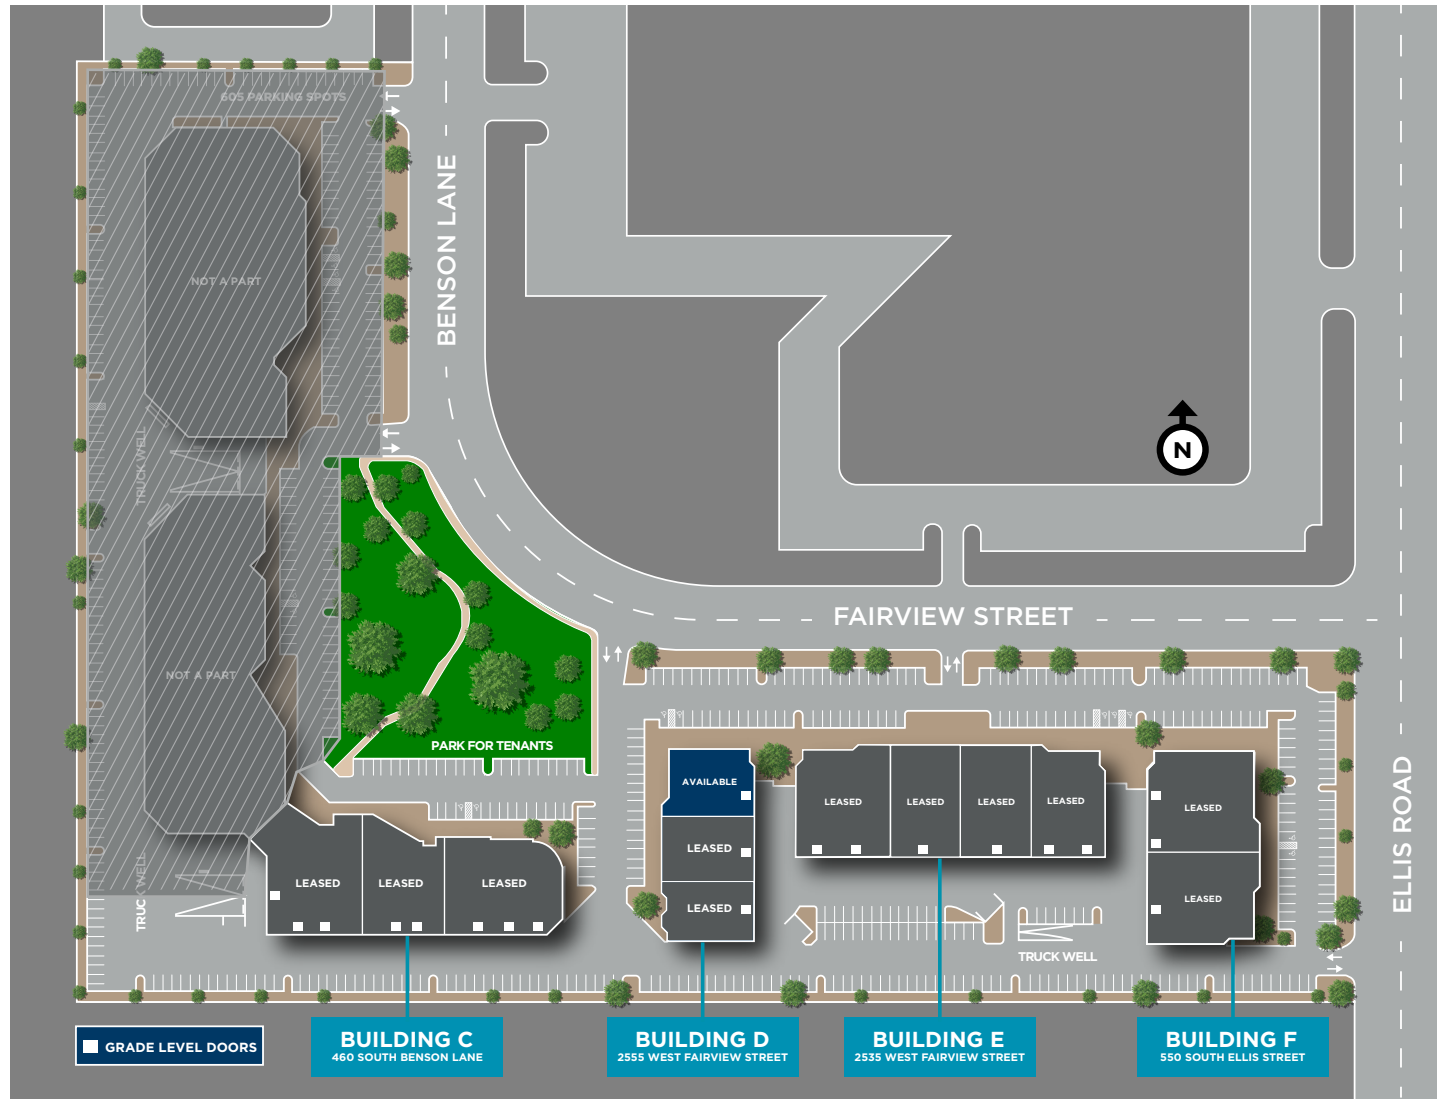 605 PARKING SPOTS
BENSON LANE
NOT A PART
N
TRUCK WELL
FAIRVIEW STREET
NOT A PART
PARK FOR TENANTS
ELLIS ROAD
AVAILABLE
LEASED
LEASED
LEASED
LEASED
LEASED
LEASED
LEASED
LEASED
LEASED
LEASED
LEASED
LEASED
TRUCK WELL
TRUCK WELL
GRADE LEVEL DOORS
BUILDING C
460 SOUTH BENSON LANE
BUILDING D
2555 WEST FAIRVIEW STREET
BUILDING E
2535 WEST FAIRVIEW STREET
BUILDING F
550 SOUTH ELLIS STREET